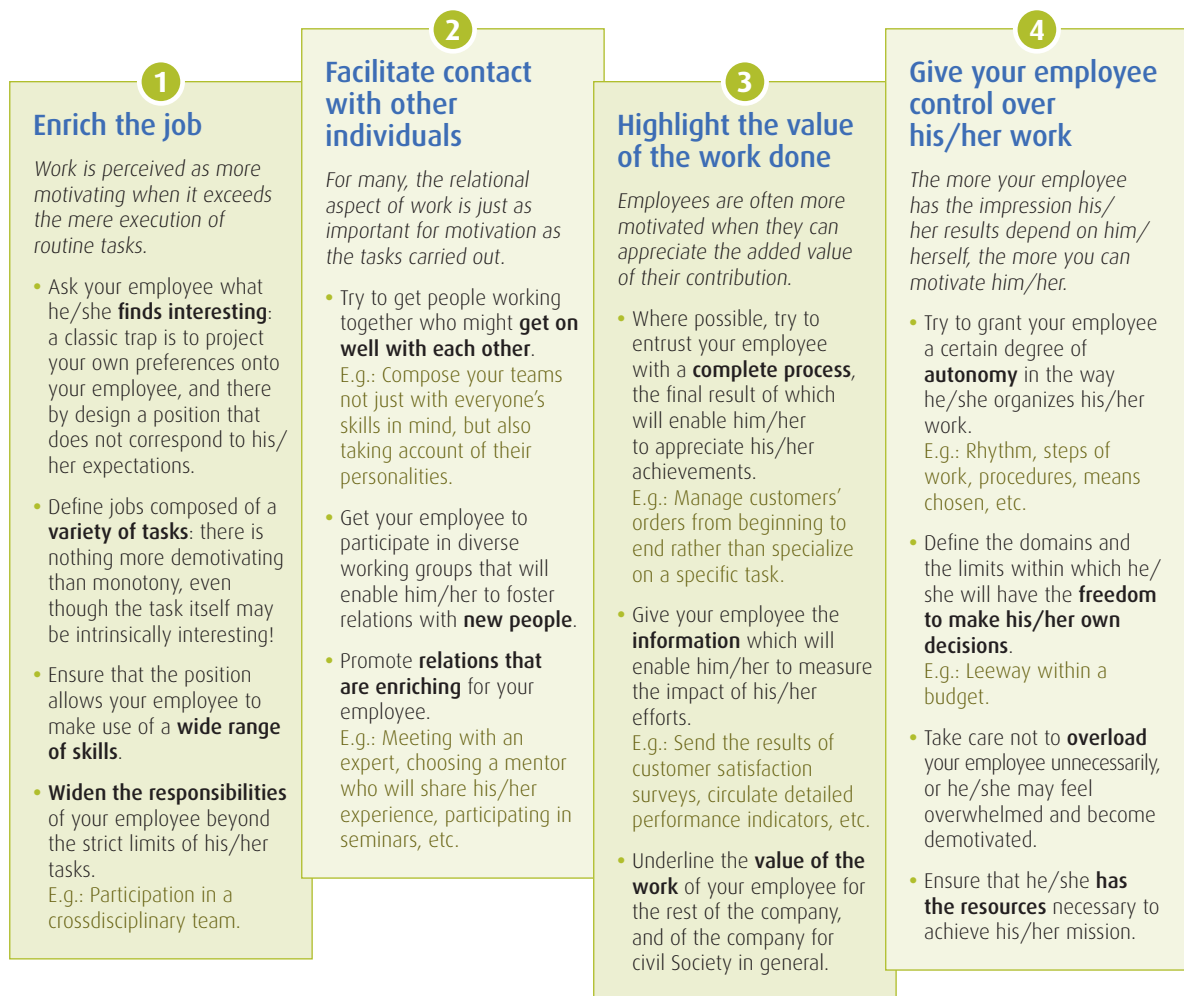 1
Enrich the job
Work is perceived as more
motivating when it exceeds
the mere execution of
routine tasks.
• Ask your employee what
he/she finds interesting:
a classic trap is to project
your own preferences onto
your employee, and there
by design a position that
does not correspond to his/
her expectations.
• Define jobs composed of a
variety of tasks: there is
nothing more demotivating
than monotony, even
though the task itself may
be intrinsically interesting!
• Ensure that the position
allows your employee to
make use of a wide range
of skills.
• Widen the responsibilities
of your employee beyond
the strict limits of his/her
tasks.
E.g.: Participation in a
crossdisciplinary team.
2
Facilitate contact
with other
individuals
For many, the relational
aspect of work is just as
important for motivation as
the tasks carried out.
• Try to get people working
together who might get on
well with each other.
E.g.: Compose your teams
not just with everyone’s
skills in mind, but also
taking account of their
personalities.
• Get your employee to
participate in diverse
working groups that will
enable him/her to foster
relations with new people.
• Promote relations that
are enriching for your
employee.
E.g.: Meeting with an
expert, choosing a mentor
who will share his/her
experience, participating in
seminars, etc.
3
Highlight the value
of the work done
Employees are often more
motivated when they can
appreciate the added value
of their contribution.
• Where possible, try to
entrust your employee
with a complete process,
the final result of which
will enable him/her
to appreciate his/her
achievements.
E.g.: Manage customers’
orders from beginning to
end rather than specialize
on a specific task.
• Give your employee the
information which will
enable him/her to measure
the impact of his/her
efforts.
E.g.: Send the results of
customer satisfaction
surveys, circulate detailed
performance indicators, etc.
• Underline the value of the
work of your employee for
the rest of the company,
and of the company for
civil Society in general.
4
Give your employee
control over
his/her work
The more your employee
has the impression his/
her results depend on him/
herself, the more you can
motivate him/her.
• Try to grant your employee
a certain degree of
autonomy in the way
he/she organizes his/her
work.
E.g.: Rhythm, steps of
work, procedures, means
chosen, etc.
• Define the domains and
the limits within which he/
she will have the freedom
to make his/her own
decisions.
E.g.: Leeway within a
budget.
• Take care not to overload
your employee unnecessarily,
or he/she may feel
overwhelmed and become
demotivated.
• Ensure that he/she has
the resources necessary to
achieve his/her mission.